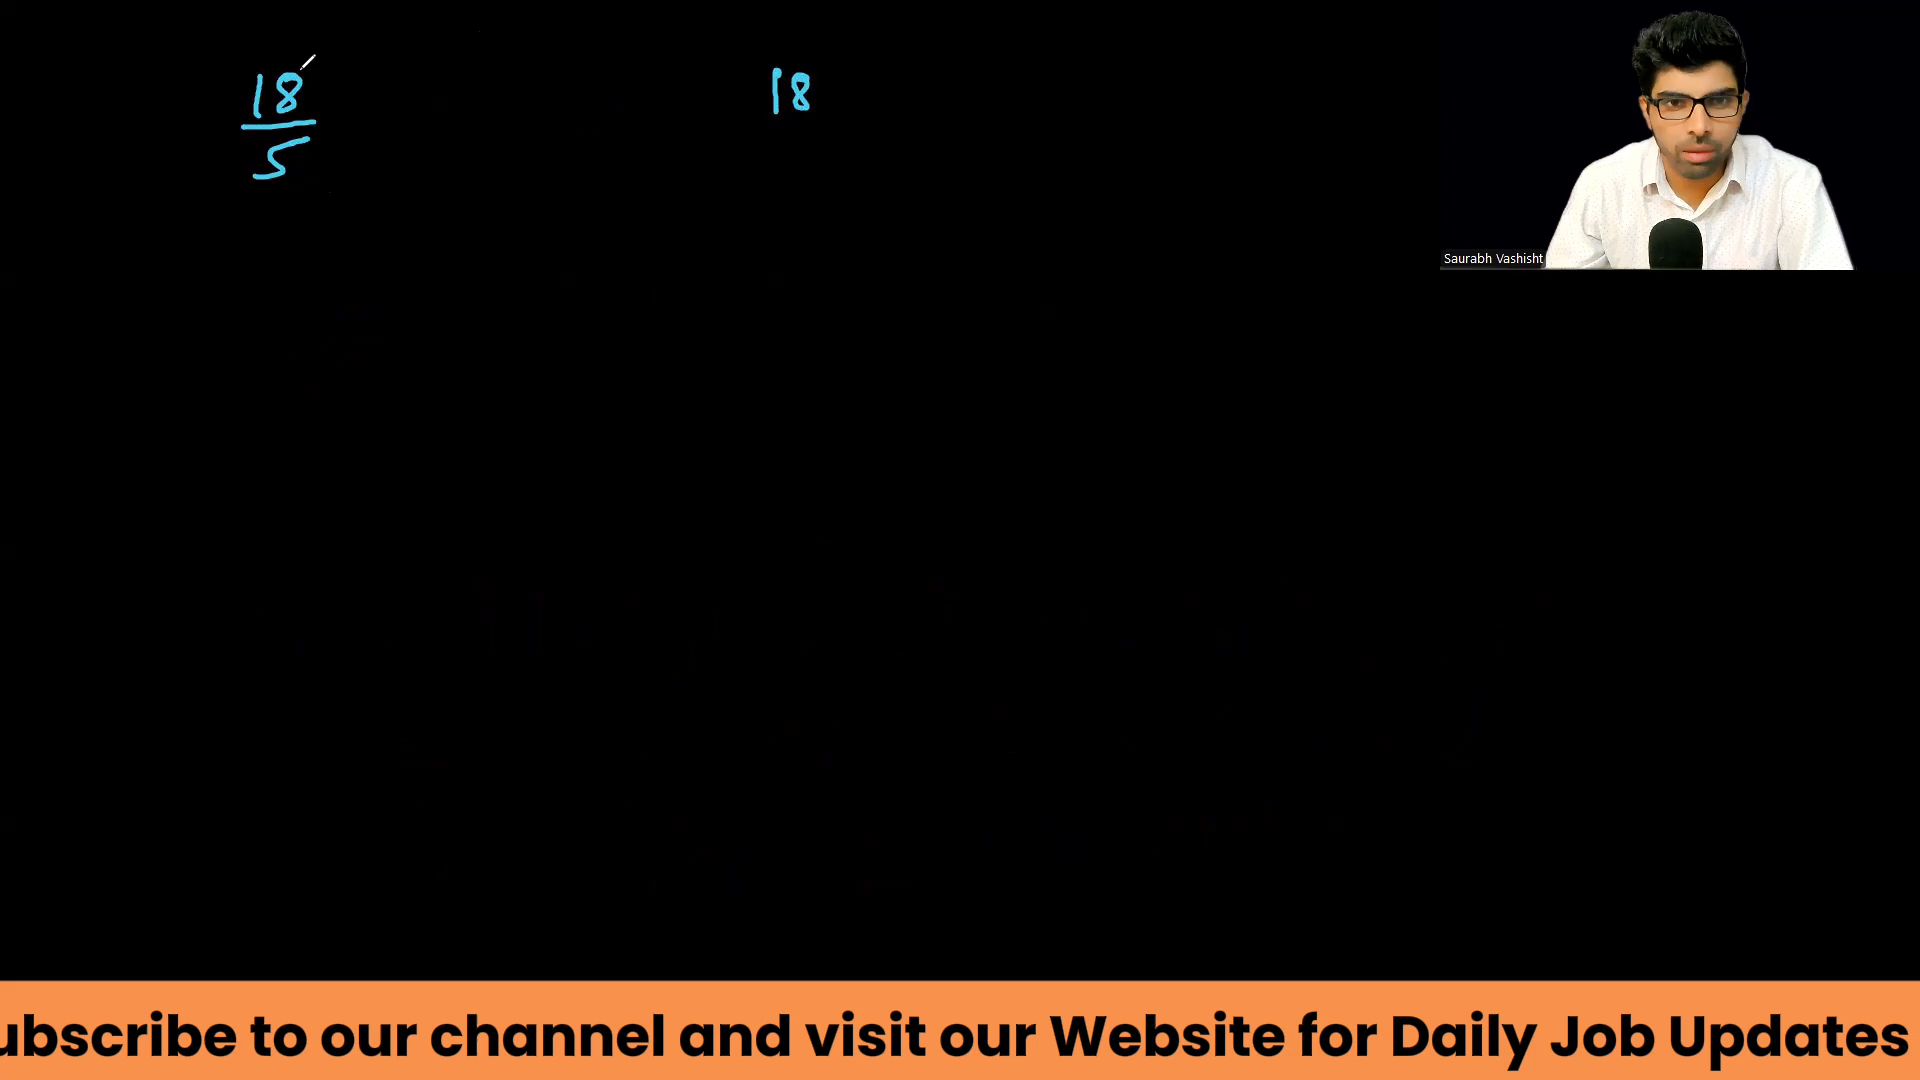 18 18
5
Saurabh Vashisht
ubscribe to our channel and visit our Website for Daily Job Updates